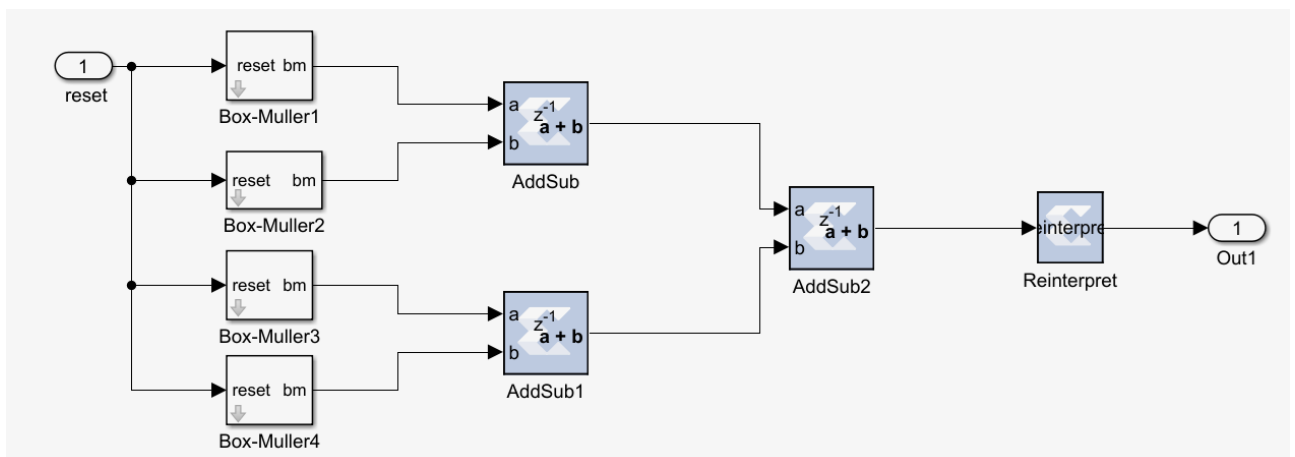 1
reset
reset bm
Box-Muller1
reset bm
Box-Muller2
reset bm
Box-Muller3
reset bm
Box-Muller4
a
b
z-1
a + b
AddSub
a
b
z-1
a + b
AddSub1
a
b
z-1
a + b
AddSub2
einterpre
Reinterpret
1
Out1